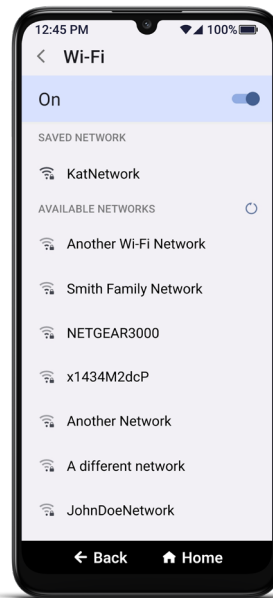 12:45 PM 100%
Wi-Fi
On
SAVED NETWORK
KatNetwork
AVAILABLE NETWORKS
Another Wi-Fi Network
Smith Family Network
NETGEAR3000
x1434M2dcP
Another Network
A different network
JohnDoeNetwork
Back Home